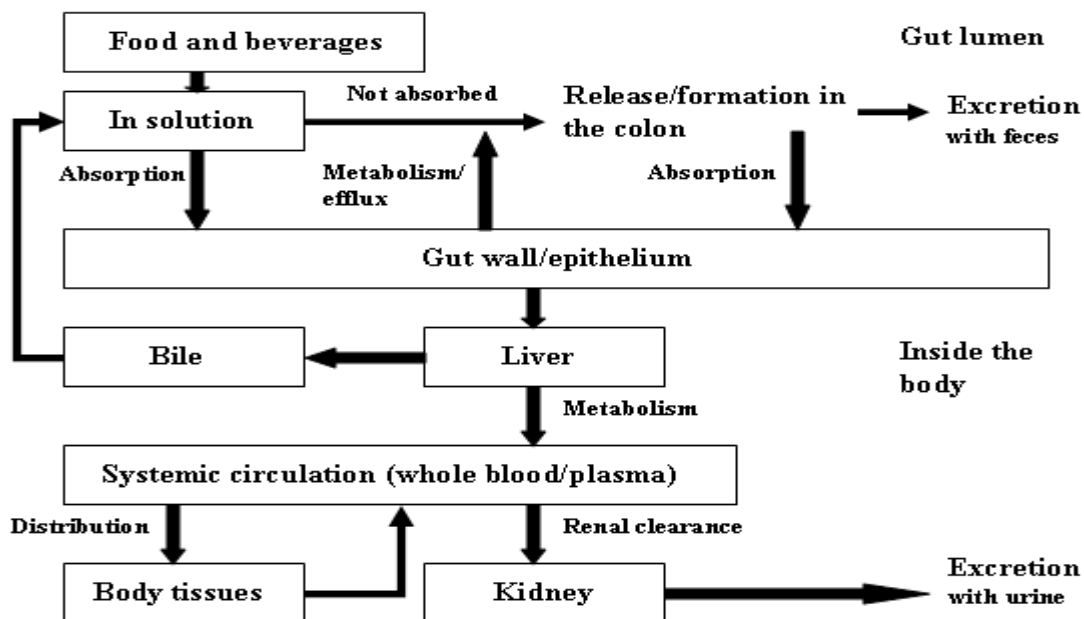 Food and beverages
Gut lumen
Not absorbed
In solution
Release/formation in
the colon
Excretion
with feces
Absorption
Metabolism/
efflux
Absorption
Gut wall/epithelium
Bile
Liver
Inside the
body
Metabolism
Systemic circulation (whole blood/plasma)
Distribution
Renal clearance
Body tissues
Kidney
Excretion
with urine